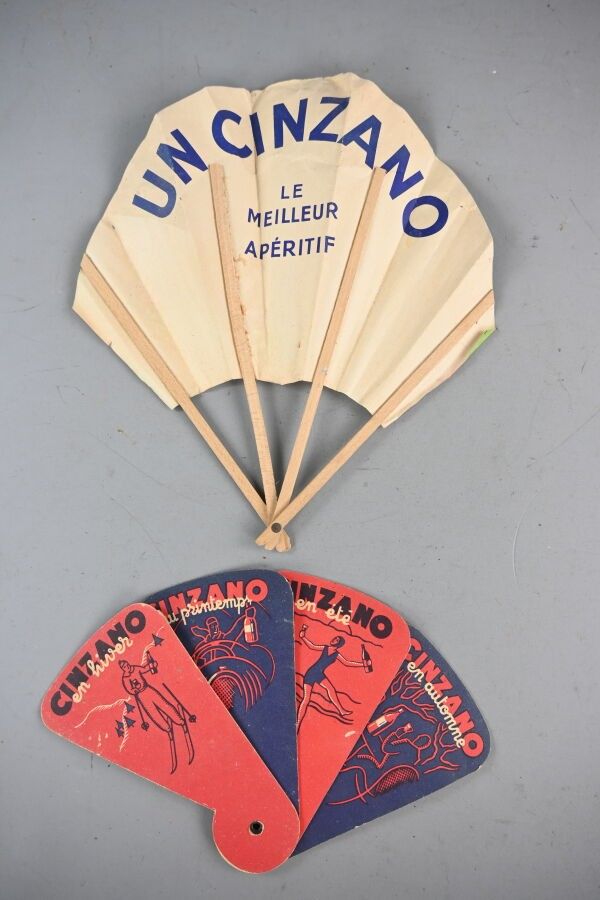 UN CINZANO
LE
MEILLEUR
APÉRITIF
CINZANO
en hiver
CINZANO
au printemps
CINZANO
en été
CINZANO
en automne